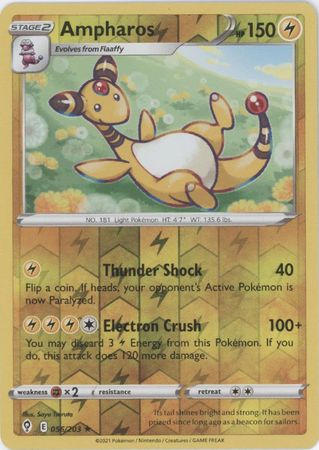 STAGE 2
Ampharos
HP 150
Evolves from Flaaffy
NO. 181 Light Pokémon HT: 4'7" WT: 135.6 lbs.
Thunder Shock 40
Flip a coin. If heads, your opponent's Active Pokémon is
now Paralyzed.
Electron Crush 100+
You may discard 3 Energy from this Pokémon. If you
do, this attack does 120 more damage.
weakness ×2 resistance retreat
Illus. Saya Tsuruta
E 055/203 ★
Its tail shines bright and strong. It has been
prized since long ago as a beacon for sailors.
©2021 Pokémon / Nintendo / Creatures / GAME FREAK